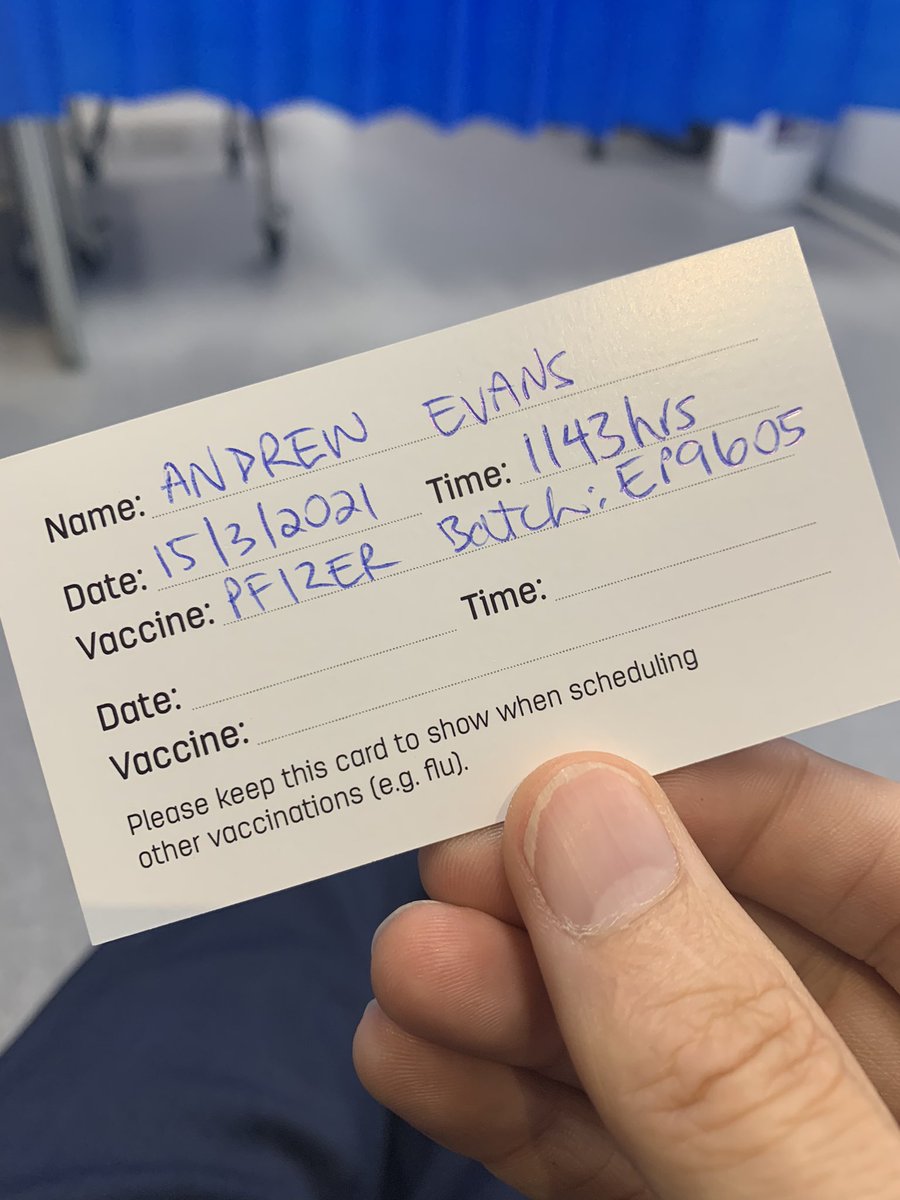 Name: ANDREW EVANS
Date: 15/3/2021 Time: 1143hrs
Vaccine: PFIZER Batch: EP9605
Date: Time:
Vaccine:
Please keep this card to show when scheduling
other vaccinations (e.g. flu).